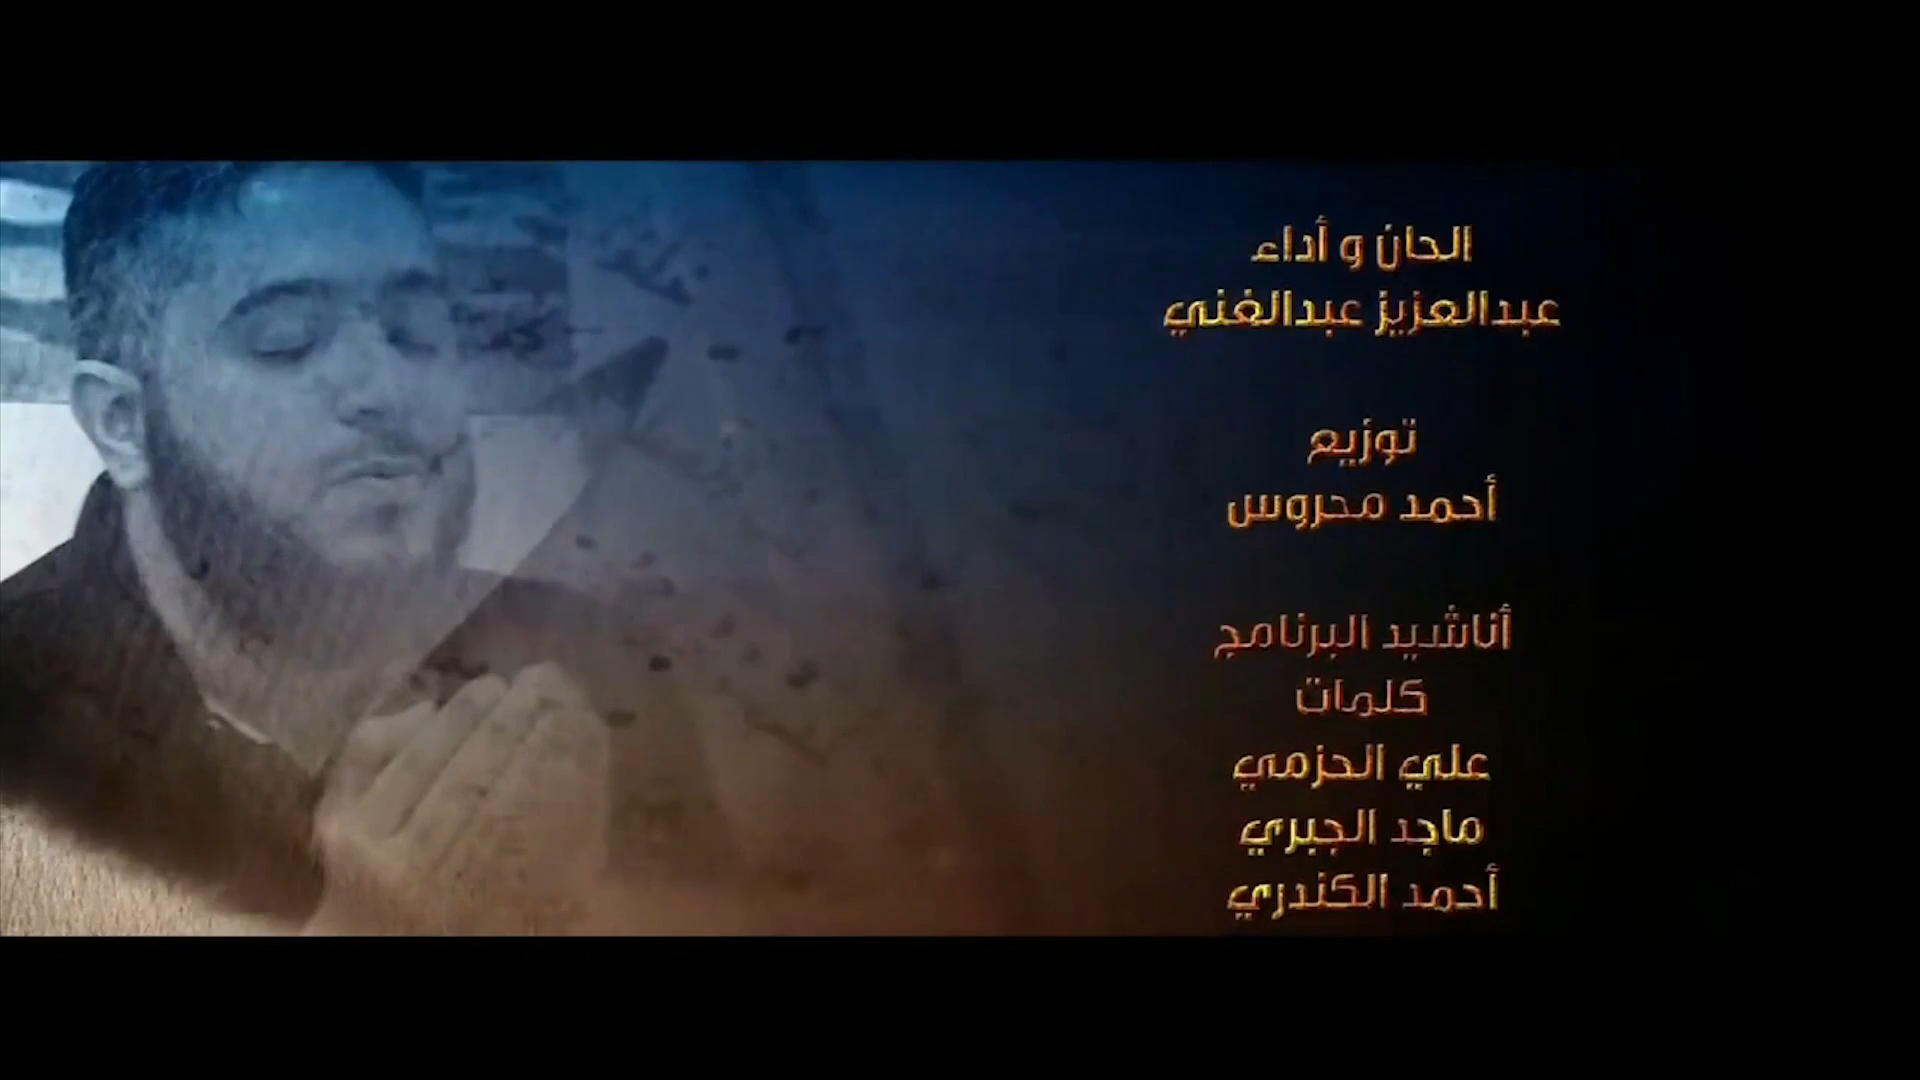 الحان و أداء
عبدالعزيز عبدالغني
توزيع
أحمد محروس
أناشيد البرنامج
كلمات
علي الحزمي
ماجد الجبري
أحمد الكندري